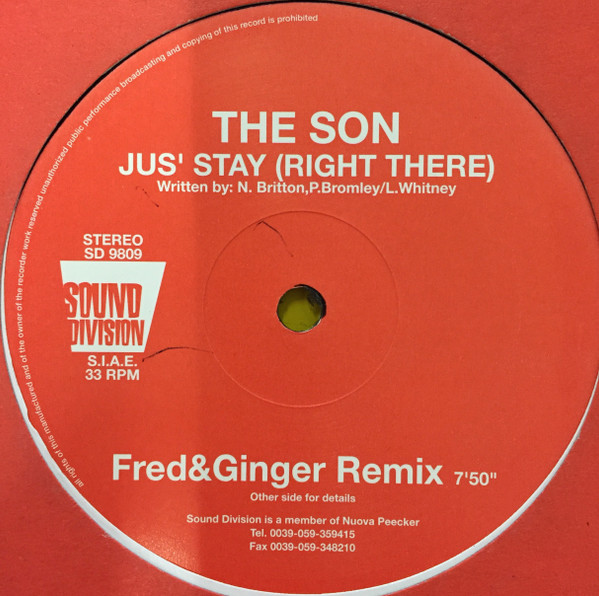 all rights of this manufactured and of the owner of the recorder work reserved unauthorized public performance broadcasting and copying of this record is prohibited
THE SON
JUS' STAY (RIGHT THERE)
Written by: N. Britton,P.Bromley/L.Whitney
STEREO
SD 9809
SOUND
DIVISION
S.I.A.E.
33 RPM
Fred&Ginger Remix 7'50"
Other side for details
Sound Division is a member of Nuova Peecker
Tel. 0039-059-359415
Fax 0039-059-348210